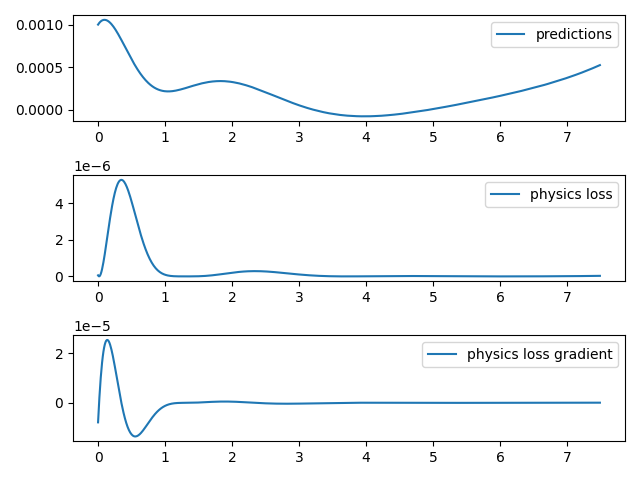 0.0010
0.0005
0.0000
predictions
0 1 2 3 4 5 6 7
1e−6
4
2
0
physics loss
0 1 2 3 4 5 6 7
1e−5
2
0
physics loss gradient
0 1 2 3 4 5 6 7